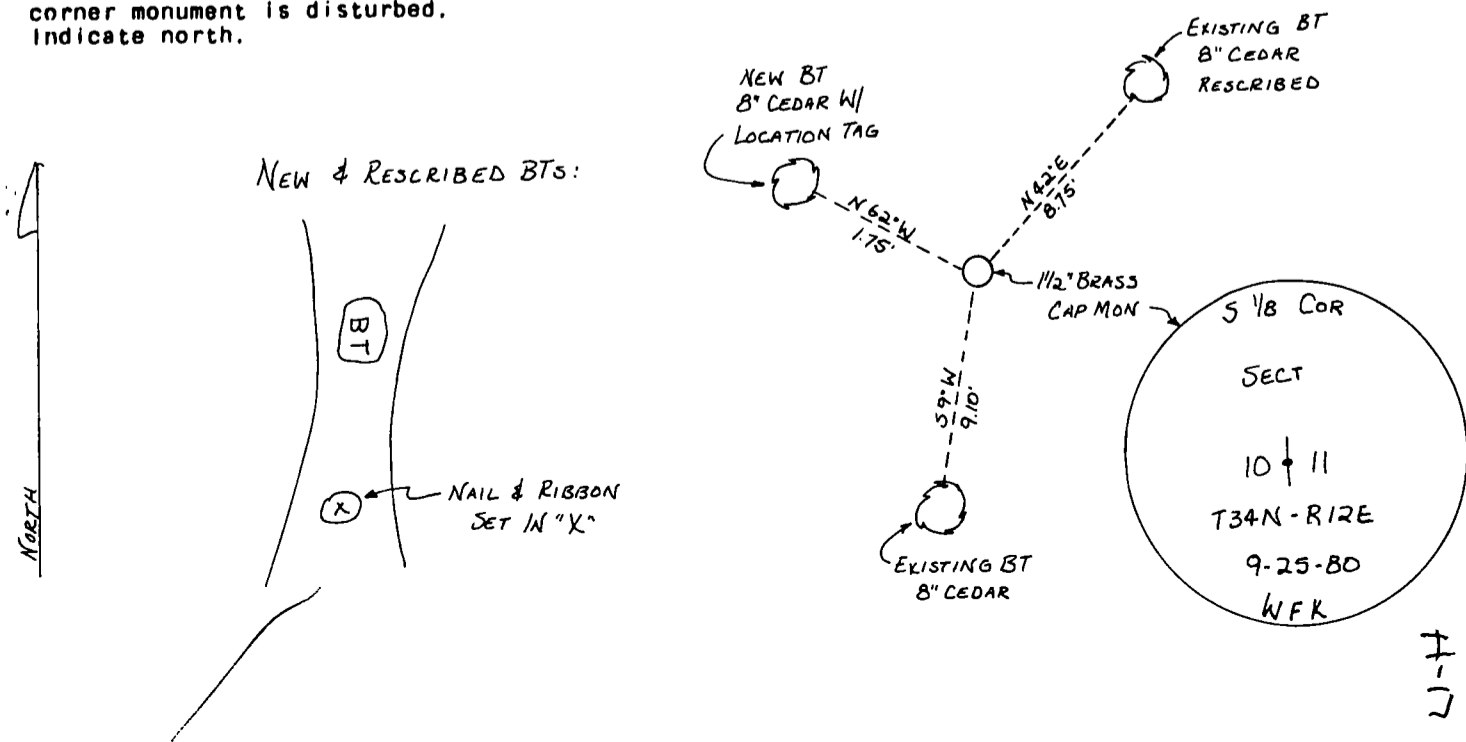 corner monument is disturbed.
Indicate north.
NORTH
NEW & RESCRIBED BTS:
BT
X
NAIL & RIBBON
SET IN "X"
NEW BT
8" CEDAR W/
LOCATION TAG
EXISTING BT
8" CEDAR
RESCRIBED
N62°W
1.75'
N42°E
8.75'
1 1/2" BRASS
CAP MON
S9°W
9.10'
EXISTING BT
8" CEDAR
S 1/8 COR
SECT
10 11
T34N-R12E
9-25-80
WFK